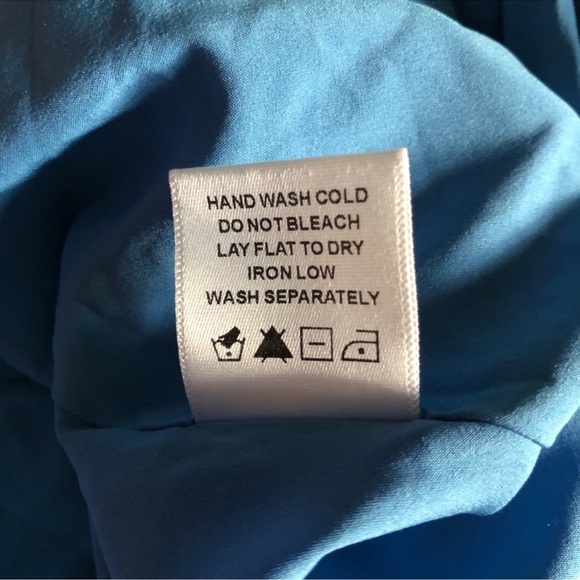 HAND WASH COLD
DO NOT BLEACH
LAY FLAT TO DRY
IRON LOW
WASH SEPARATELY